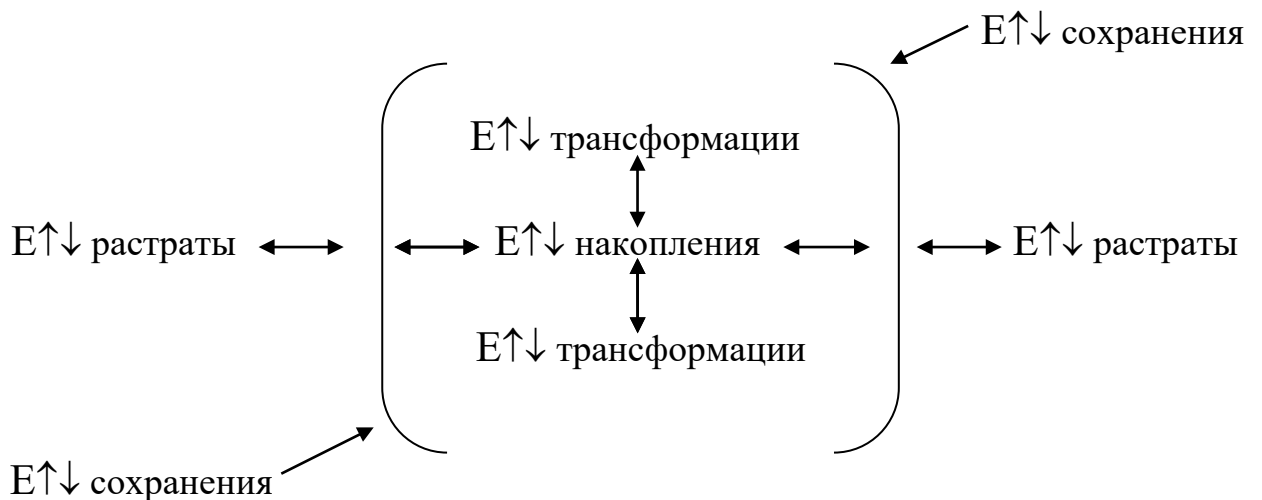 E↑↓ сохранения
E↑↓ трансформации
E↑↓ растраты
E↑↓ накопления
E↑↓ растраты
E↑↓ трансформации
E↑↓ сохранения